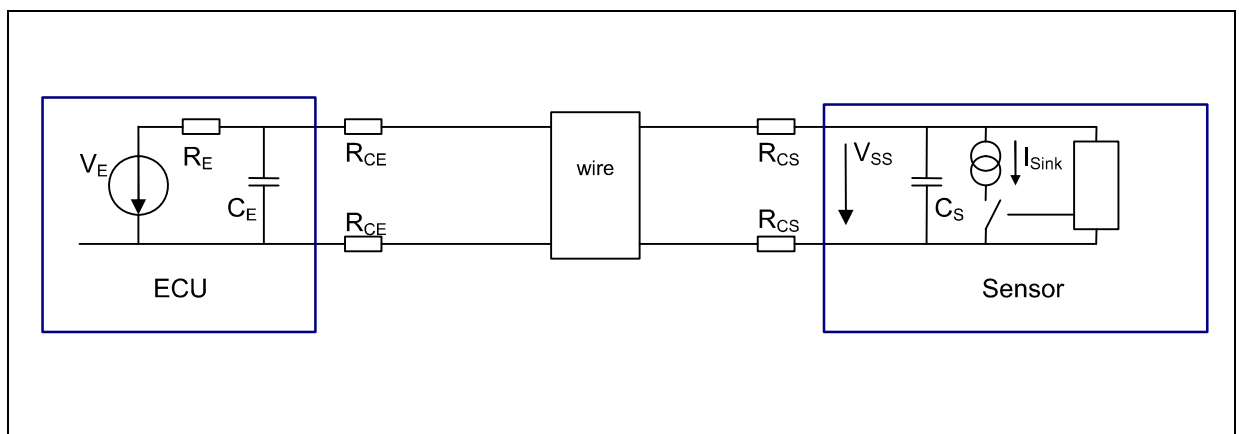 V_E
R_E
C_E
R_CE
R_CE
wire
R_CS
R_CS
V_SS
C_S
I_Sink
ECU
Sensor